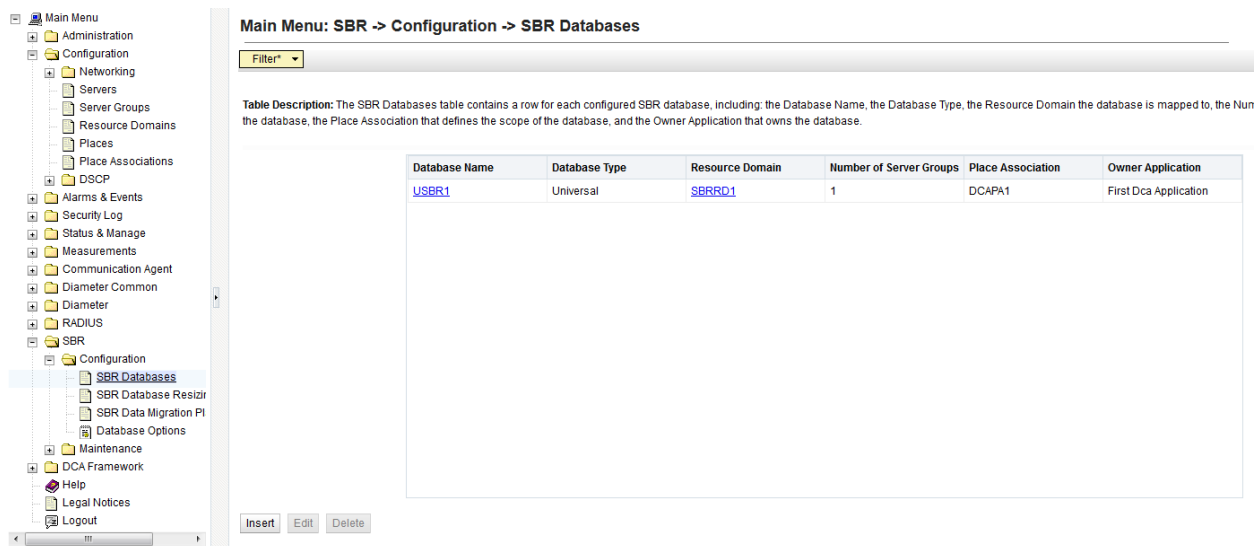 Main Menu
Administration
Configuration
Networking
Servers
Server Groups
Resource Domains
Places
Place Associations
DSCP
Alarms & Events
Security Log
Status & Manage
Measurements
Communication Agent
Diameter Common
Diameter
RADIUS
SBR
Configuration
SBR Databases
SBR Database Resizin
SBR Data Migration Pl
Database Options
Maintenance
DCA Framework
Help
Legal Notices
Logout
Main Menu: SBR -> Configuration -> SBR Databases
Filter*
Table Description: The SBR Databases table contains a row for each configured SBR database, including: the Database Name, the Database Type, the Resource Domain the database is mapped to, the Num
the database, the Place Association that defines the scope of the database, and the Owner Application that owns the database.
Database Name Database Type Resource Domain Number of Server Groups Place Association Owner Application
USBR1 Universal SBRRD1 1 DCAPA1 First Dca Application
Insert Edit Delete